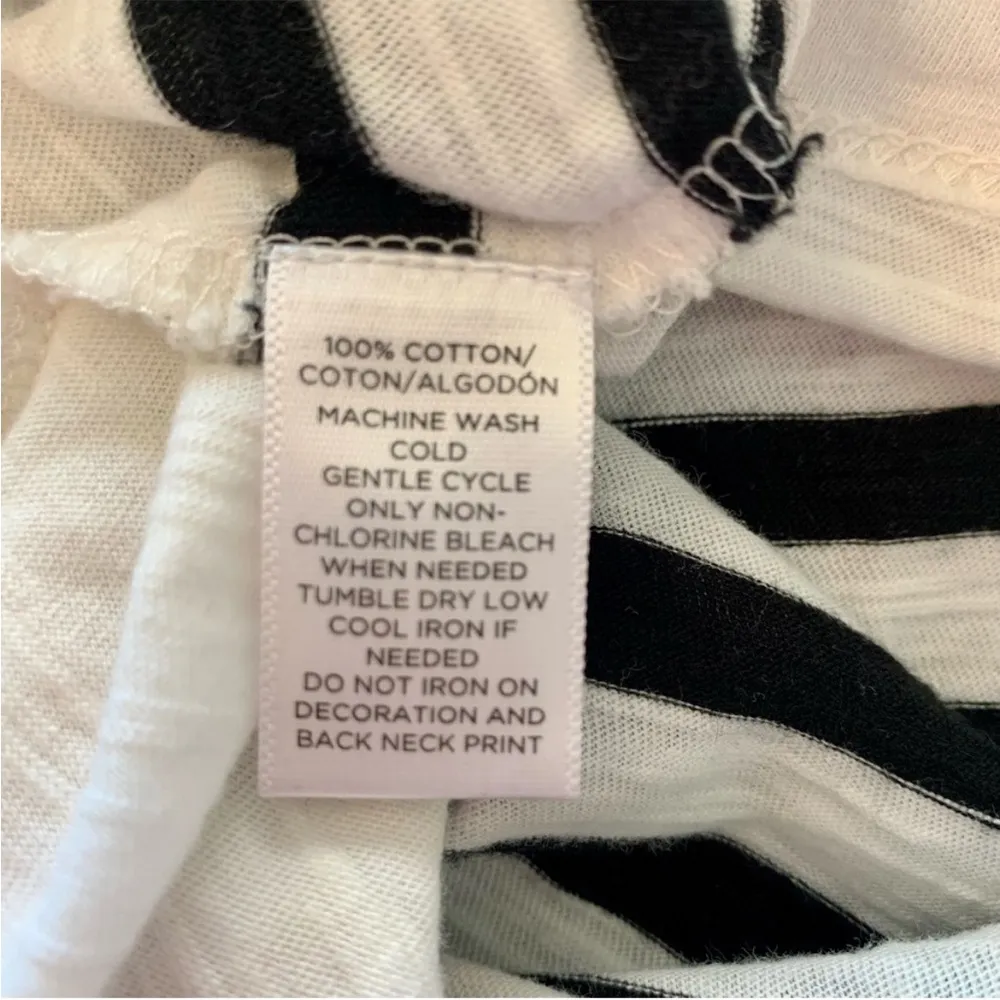 100% COTTON/
COTON/ALGODÓN
MACHINE WASH
COLD
GENTLE CYCLE
ONLY NON-
CHLORINE BLEACH
WHEN NEEDED
TUMBLE DRY LOW
COOL IRON IF
NEEDED
DO NOT IRON ON
DECORATION AND
BACK NECK PRINT